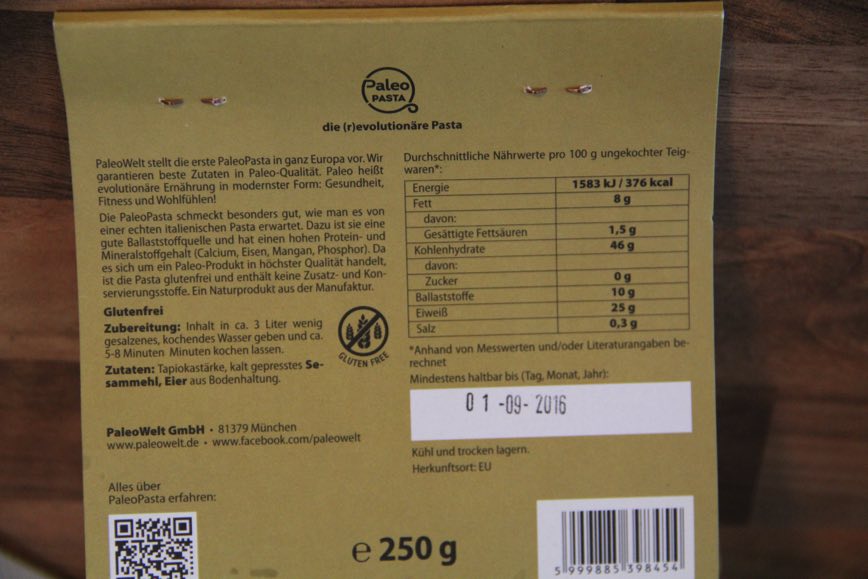 Paleo
PASTA
die (r)evolutionäre Pasta
PaleoWelt stellt die erste PaleoPasta in ganz Europa vor. Wir
garantieren beste Zutaten in Paleo-Qualität. Paleo heißt
evolutionäre Ernährung in modernster Form: Gesundheit,
Fitness und Wohlfühlen!
Die PaleoPasta schmeckt besonders gut, wie man es von
einer echten italienischen Pasta erwartet. Dazu ist sie eine
gute Ballaststoffquelle und hat einen hohen Protein- und
Mineralstoffgehalt (Calcium, Eisen, Mangan, Phosphor). Da
es sich um ein Paleo-Produkt in höchster Qualität handelt,
ist die Pasta glutenfrei und enthält keine Zusatz- und Kon-
servierungsstoffe. Ein Naturprodukt aus der Manufaktur.
Glutenfrei
Zubereitung: Inhalt in ca. 3 Liter wenig
gesalzenes, kochendes Wasser geben und ca.
5-8 Minuten Minuten kochen lassen.
Zutaten: Tapiokastärke, kalt gepresstes Se-
sammehl, Eier aus Bodenhaltung.
GLUTEN FREE
PaleoWelt GmbH • 81379 München
www.paleowelt.de • www.facebook.com/paleowelt
Alles über
PaleoPasta erfahren:
Durchschnittliche Nährwerte pro 100 g ungekochter Teig-
waren*:
Energie 1583 kJ / 376 kcal
Fett 8 g
davon:
Gesättigte Fettsäuren 1,5 g
Kohlenhydrate 46 g
davon:
Zucker 0 g
Ballaststoffe 10 g
Eiweiß 25 g
Salz 0,3 g
*Anhand von Messwerten und/oder Literaturangaben be-
rechnet
Mindestens haltbar bis (Tag, Monat, Jahr):
01-09-2016
Kühl und trocken lagern.
Herkunftsort: EU
e 250 g
5 999885 398454